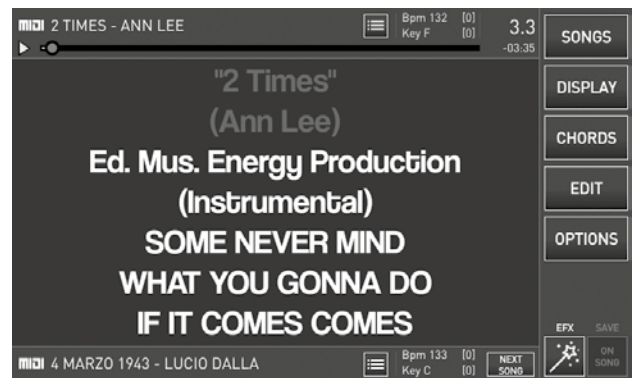 MIDI 2 TIMES - ANN LEE
Bpm 132 [0]
Key F [0]
3.3
-03:35
"2 Times"
(Ann Lee)
Ed. Mus. Energy Production
(Instrumental)
SOME NEVER MIND
WHAT YOU GONNA DO
IF IT COMES COMES
MIDI 4 MARZO 1943 - LUCIO DALLA
Bpm 133 [0]
Key C [0]
NEXT
SONG
SONGS
DISPLAY
CHORDS
EDIT
OPTIONS
EFX SAVE
ON
SONG